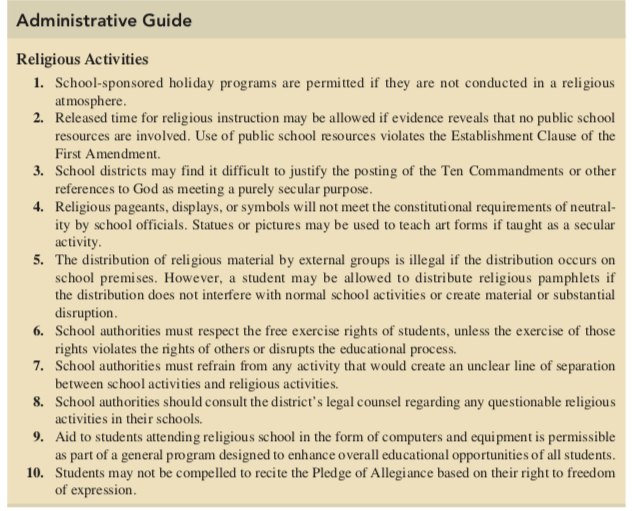 Administrative Guide
Religious Activities
1. School-sponsored holiday programs are permitted if they are not conducted in a religious
atmosphere.
2. Released time for religious instruction may be allowed if evidence reveals that no public school
resources are involved. Use of public school resources violates the Establishment Clause of the
First Amendment.
3. School districts may find it difficult to justify the posting of the Ten Commandments or other
references to God as meeting a purely secular purpose.
4. Religious pageants, displays, or symbols will not meet the constitutional requirements of neutral-
ity by school officials. Statues or pictures may be used to teach art forms if taught as a secular
activity.
5. The distribution of religious material by external groups is illegal if the distribution occurs on
school premises. However, a student may be allowed to distribute religious pamphlets if
the distribution does not interfere with normal school activities or create material or substantial
disruption.
6. School authorities must respect the free exercise rights of students, unless the exercise of those
rights violates the rights of others or disrupts the educational process.
7. School authorities must refrain from any activity that would create an unclear line of separation
between school activities and religious activities.
8. School authorities should consult the district's legal counsel regarding any questionable religious
activities in their schools.
9. Aid to students attending religious school in the form of computers and equipment is permissible
as part of a general program designed to enhance overall educational opportunities of all students.
10. Students may not be compelled to recite the Pledge of Allegiance based on their right to freedom
of expression.